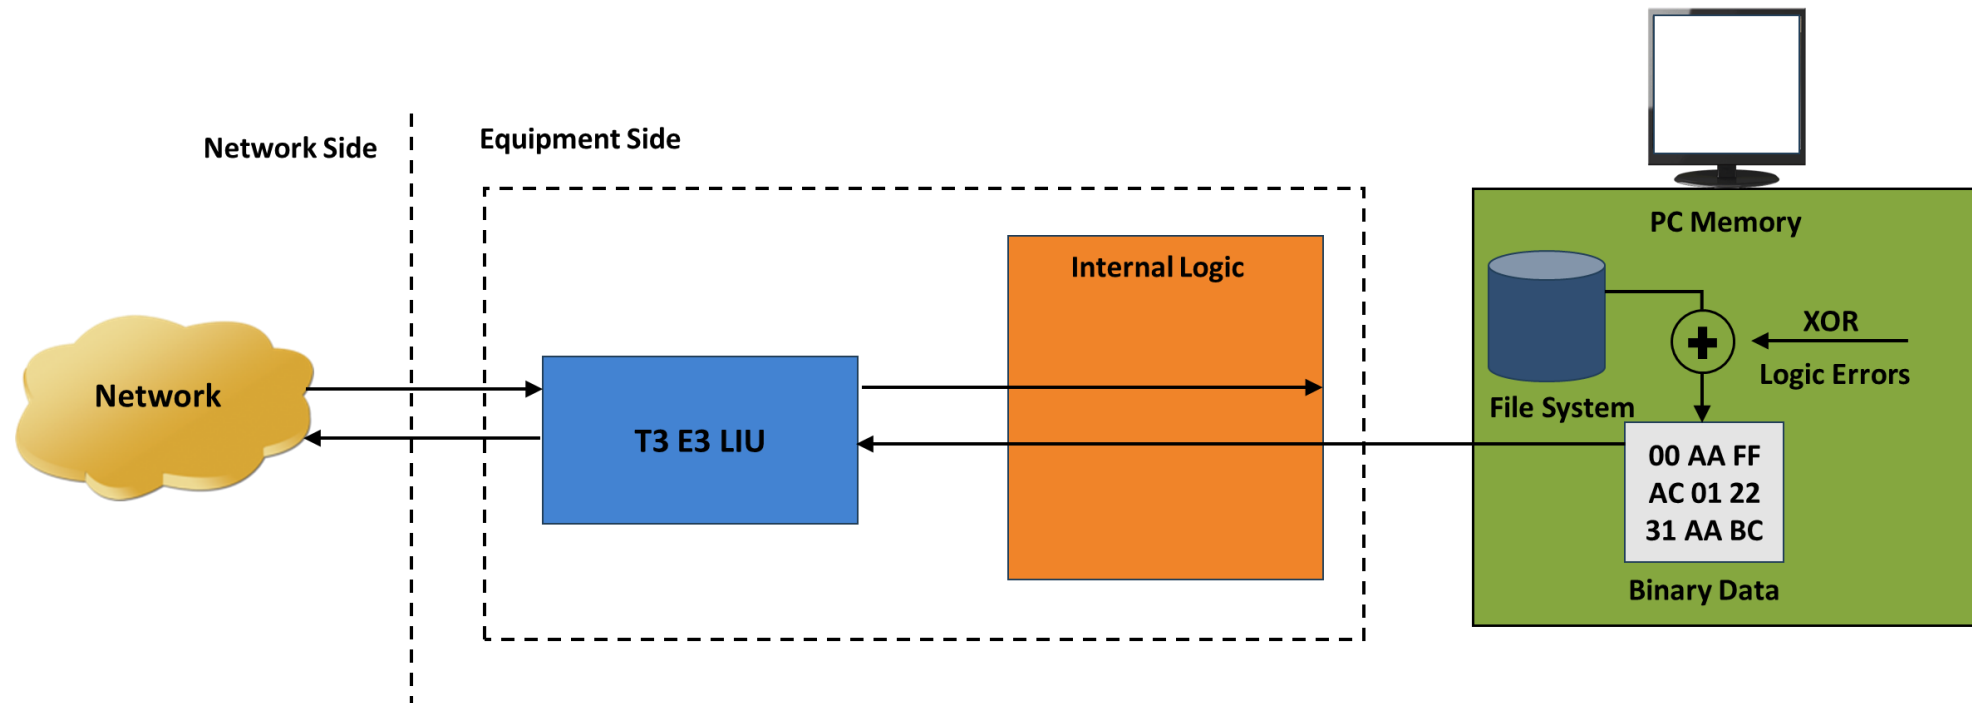 Network Side
Equipment Side
PC Memory
Internal Logic
XOR
Logic Errors
File System
Network
T3 E3 LIU
00 AA FF
AC 01 22
31 AA BC
Binary Data